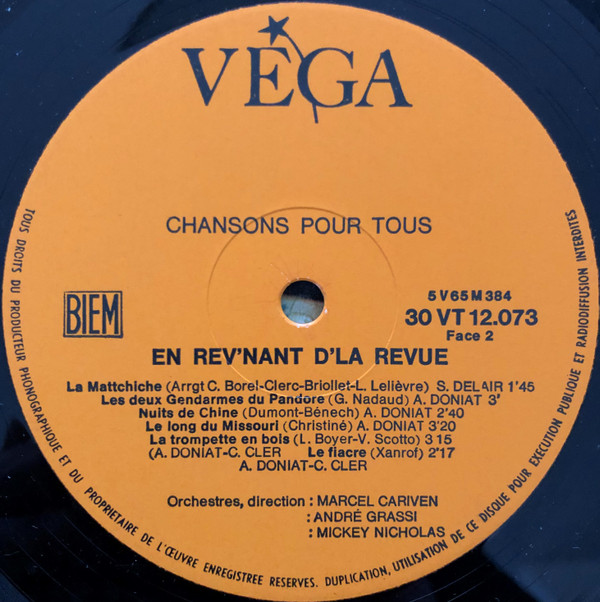 VÉGA
CHANSONS POUR TOUS
BIEM
5 V 65 M 384
30 VT 12.073
Face 2
EN REV'NANT D'LA REVUE
La Mattchiche (Arrgt C. Borel-Clerc-Briollet-L. Lelièvre) S. DELAIR 1'45
Les deux Gendarmes du Pandore (G. Nadaud) A. DONIAT 3'
Nuits de Chine (Dumont-Bénech) A. DONIAT 2'40
Le long du Missouri (Christiné) A. DONIAT 3'20
La trompette en bois (L. Boyer-V. Scotto) 3 15
(A. DONIAT-C. CLER Le fiacre (Xanrof) 2'17
A. DONIAT-C. CLER
Orchestres, direction : MARCEL CARIVEN
: ANDRÉ GRASSI
: MICKEY NICHOLAS
TOUS DROITS DU PRODUCTEUR PHONOGRAPHIQUE ET DU PROPRIETAIRE DE L'ŒUVRE ENREGISTREE RESERVES. DUPLICATION, UTILISATION DE CE DISQUE POUR EXECUTION PUBLIQUE ET RADIODIFFUSION INTERDITES